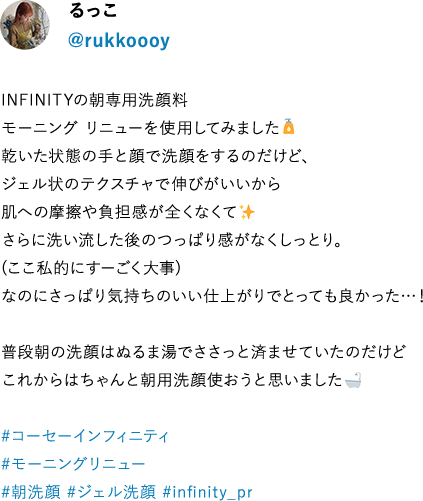 るっこ
@rukkoooy
INFINITYの朝専用洗顔料
モーニング リニューを使用してみました🧴
乾いた状態の手と顔で洗顔をするのだけど、
ジェル状のテクスチャで伸びがいいから
肌への摩擦や負担感が全くなくて✨
さらに洗い流した後のつっぱり感がなくしっとり。
(ここ私的にすーごく大事)
なのにさっぱり気持ちのいい仕上がりでとっても良かった…！
普段朝の洗顔はぬるま湯でささっと済ませていたのだけど
これからはちゃんと朝用洗顔使おうと思いました🛁
#コーセーインフィニティ
#モーニングリニュー
#朝洗顔 #ジェル洗顔 #infinity_pr